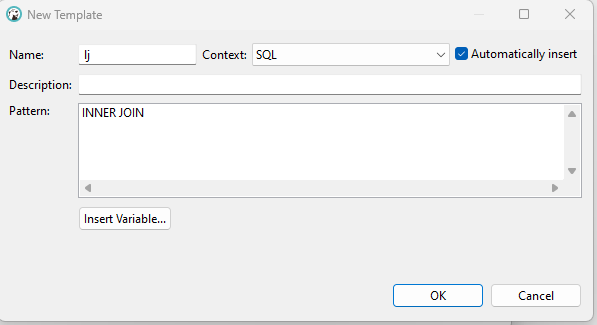 New Template
Name: Ij Context: SQL Automatically insert
Description:
Pattern: INNER JOIN
Insert Variable...
OK Cancel